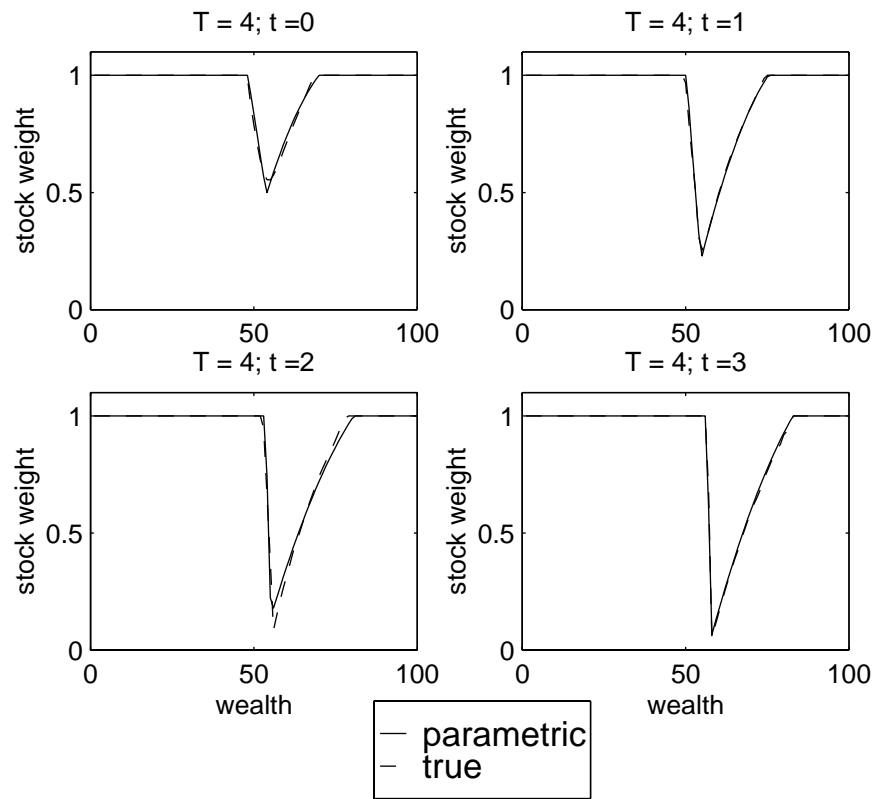 T = 4; t =0
1
0.5
0
stock weight
0
50
100
T = 4; t =1
1
0.5
0
stock weight
0
50
100
T = 4; t =2
1
0.5
0
stock weight
0
50
100
wealth
T = 4; t =3
1
0.5
0
stock weight
0
50
100
wealth
parametric
true